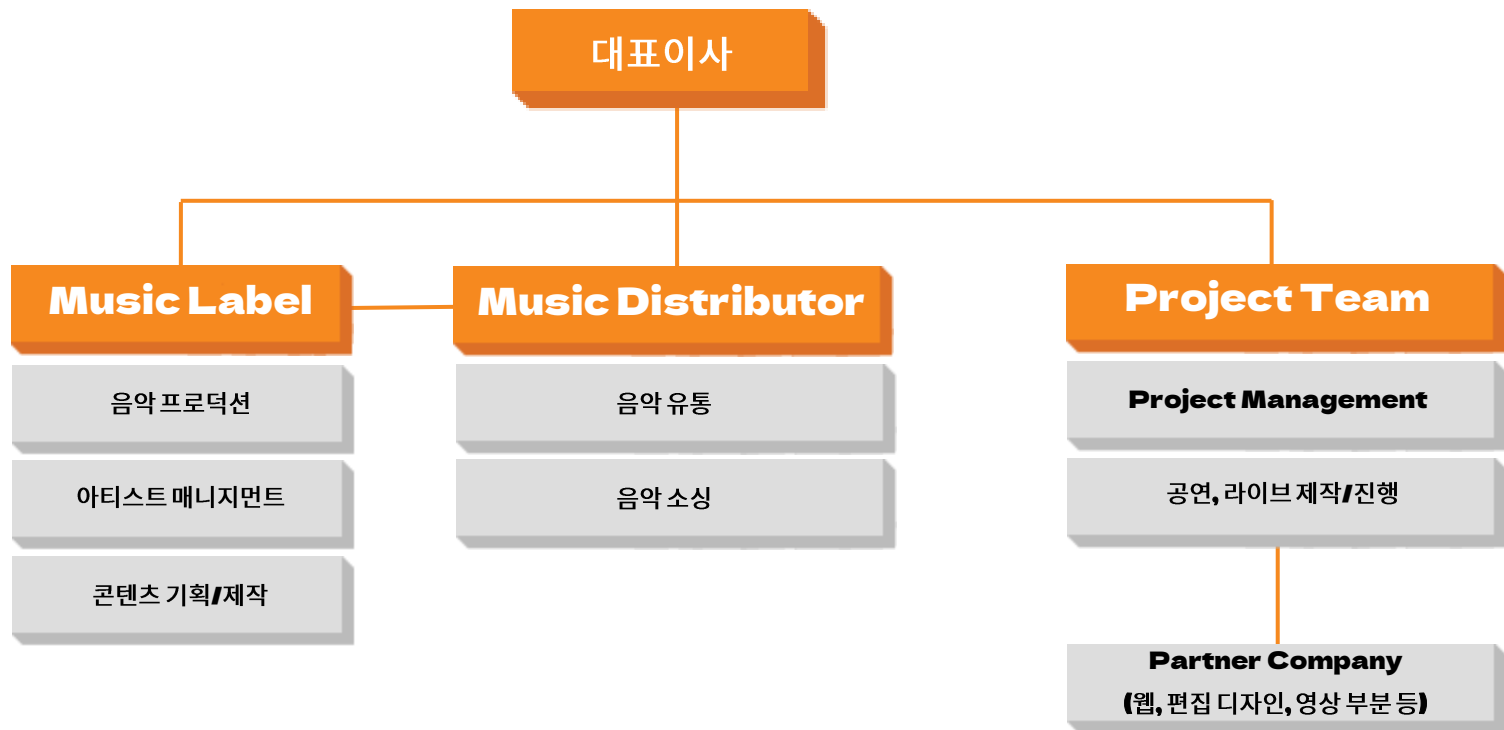 대표이사
Music Label
음악 프로덕션
아티스트 매니지먼트
콘텐츠 기획/제작
Music Distributor
음악 유통
음악 소싱
Project Team
Project Management
공연, 라이브 제작/진행
Partner Company
(웹, 편집 디자인, 영상 부분 등)